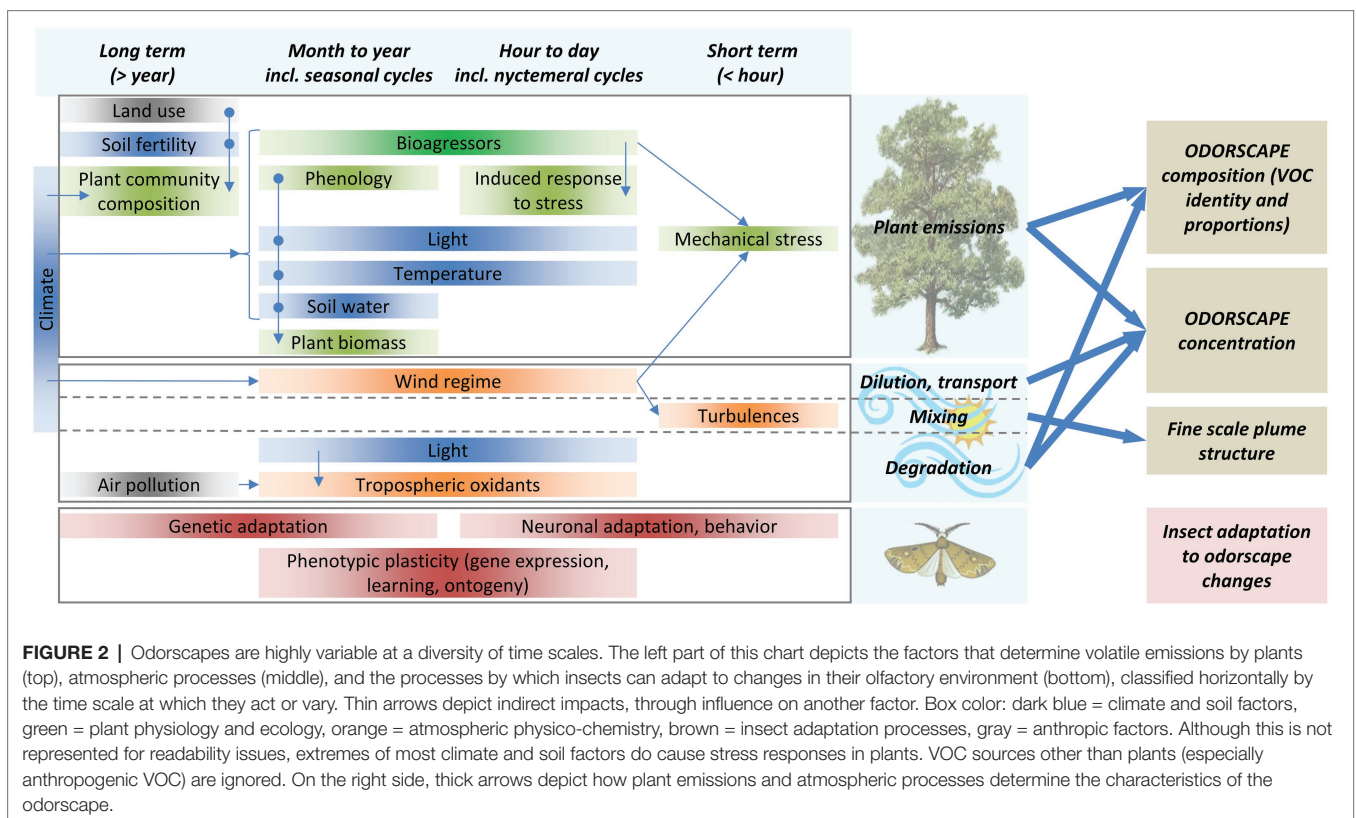 Long term
(> year)
Month to year
incl. seasonal cycles
Hour to day
incl. nyctemeral cycles
Short term
(< hour)
Land use
Soil fertility
Plant community
composition
Climate
Bioagressors
Phenology
Induced response
to stress
Light
Temperature
Soil water
Plant biomass
Mechanical stress
Plant emissions
Wind regime
Dilution, transport
Turbulences
Mixing
Light
Degradation
Air pollution
Tropospheric oxidants
Genetic adaptation
Neuronal adaptation, behavior
Phenotypic plasticity (gene expression,
learning, ontogeny)
ODORSCAPE
composition (VOC
identity and
proportions)
ODORSCAPE
concentration
Fine scale plume
structure
Insect adaptation
to odorscape
changes
FIGURE 2 | Odorscapes are highly variable at a diversity of time scales. The left part of this chart depicts the factors that determine volatile emissions by plants
(top), atmospheric processes (middle), and the processes by which insects can adapt to changes in their olfactory environment (bottom), classified horizontally by
the time scale at which they act or vary. Thin arrows depict indirect impacts, through influence on another factor. Box color: dark blue = climate and soil factors,
green = plant physiology and ecology, orange = atmospheric physico-chemistry, brown = insect adaptation processes, gray = anthropic factors. Although this is not
represented for readability issues, extremes of most climate and soil factors do cause stress responses in plants. VOC sources other than plants (especially
anthropogenic VOC) are ignored. On the right side, thick arrows depict how plant emissions and atmospheric processes determine the characteristics of the
odorscape.